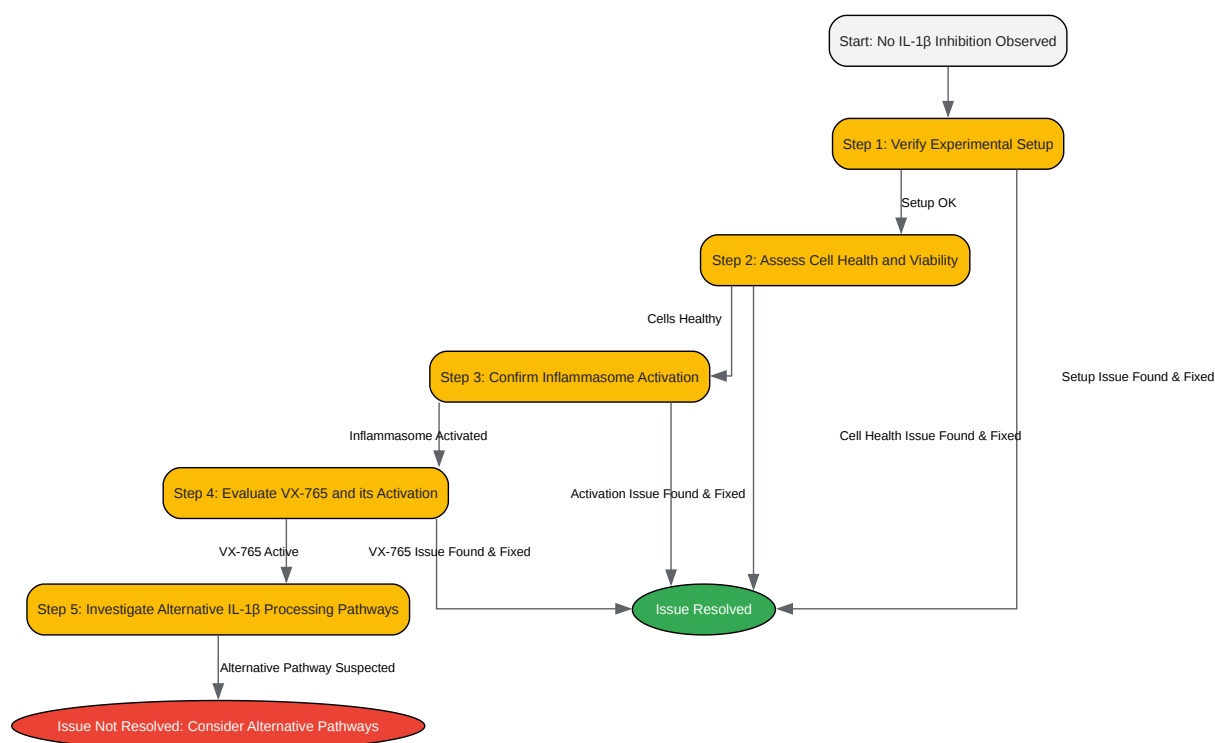 Start: No IL-1β Inhibition Observed
Step 1: Verify Experimental Setup
Setup OK
Step 2: Assess Cell Health and Viability
Cells Healthy
Step 3: Confirm Inflammasome Activation
Setup Issue Found & Fixed
Inflammasome Activated
Cell Health Issue Found & Fixed
Step 4: Evaluate VX-765 and its Activation
Activation Issue Found & Fixed
VX-765 Active
VX-765 Issue Found & Fixed
Step 5: Investigate Alternative IL-1β Processing Pathways
Issue Resolved
Alternative Pathway Suspected
Issue Not Resolved: Consider Alternative Pathways